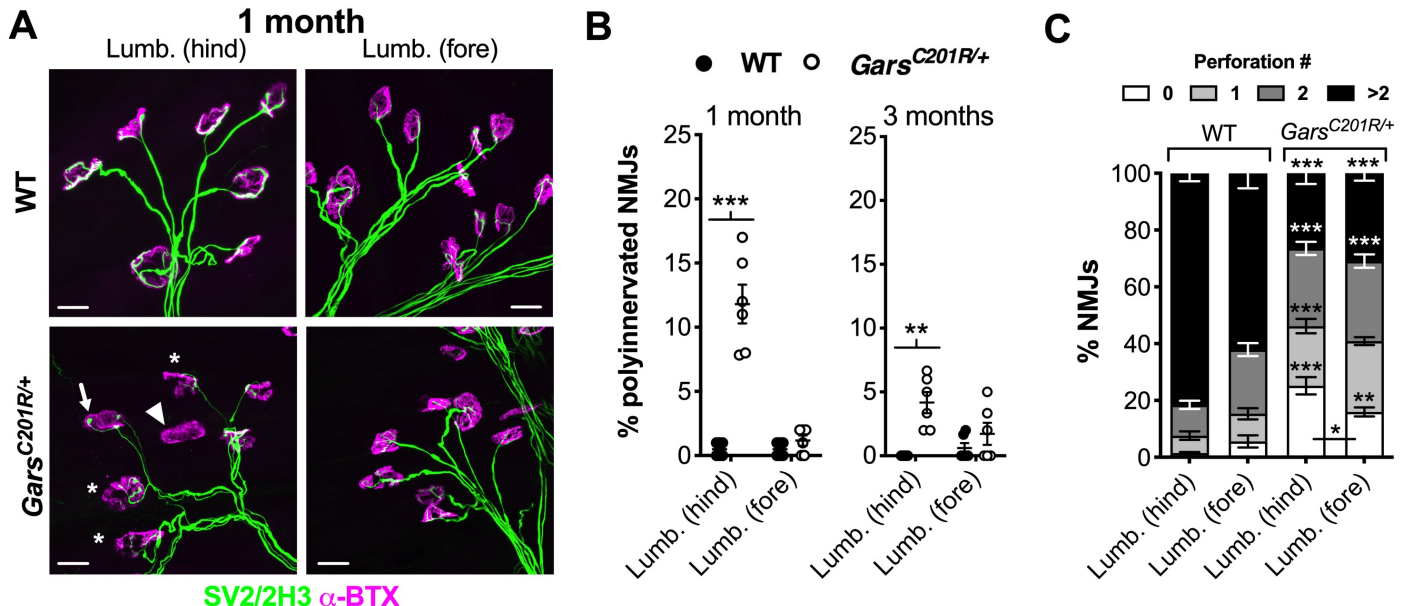 A
1 month
Lumb. (hind) Lumb. (fore)
WT
*
*
*
Gars^C201R/+
SV2/2H3 α-BTX
B
WT Gars^C201R/+
1 month 3 months
% polyinnervated NMJs
25 25
20 20
15 15
10 10
5 5
0 0
***
**
Lumb. (hind) Lumb. (fore) Lumb. (hind) Lumb. (fore)
C
Perforation #
0 1 2 >2
WT Gars^C201R/+
% NMJs
100
80
60
40
20
0
*** ***
*** ***
***
*** **
*
Lumb. (hind) Lumb. (fore) Lumb. (hind) Lumb. (fore)